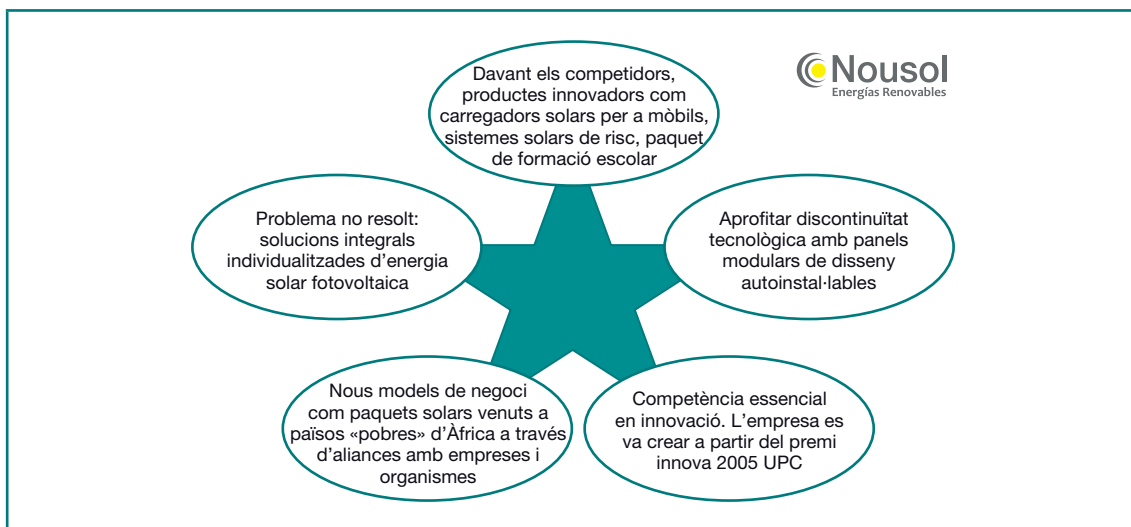 Davant els competidors,
productes innovadors com
carregadors solars per a mòbils,
sistemes solars de risc, paquet
de formació escolar
Nousol
Energías Renovables
Problema no resolt:
solucions integrals
individualitzades d’energia
solar fotovoltaica
Aprofitar discontinuïtat
tecnològica amb panels
modulars de disseny
autoinstal·lables
Nous models de negoci
com paquets solars venuts a
països «pobres» d’Àfrica a través
d’aliances amb empreses i
organismes
Competència essencial
en innovació. L’empresa es
va crear a partir del premi
innova 2005 UPC